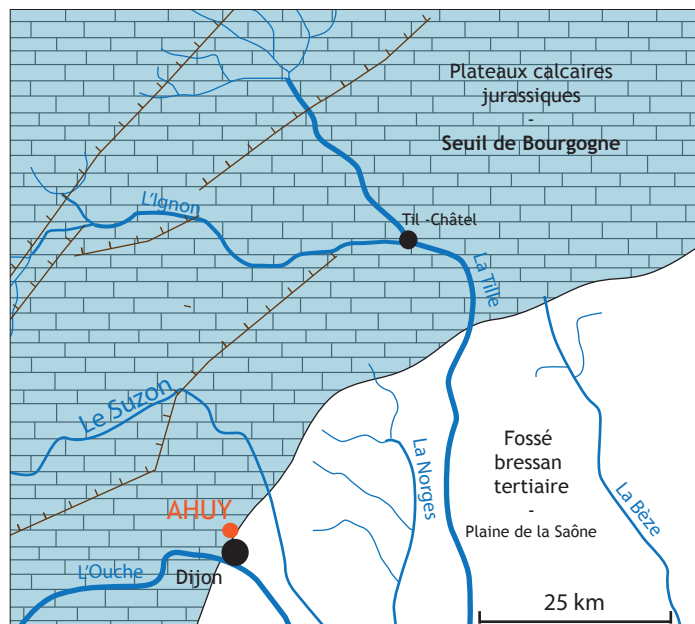 Plateaux calcaires
jurassiques
-
Seuil de Bourgogne
L'Ignon
Til -Châtel
La Tille
Le Suzon
La Norges
Fossé
bressan
tertiaire
-
Plaine de la Saône
La Bèze
AHUY
L'Ouche
Dijon
25 km